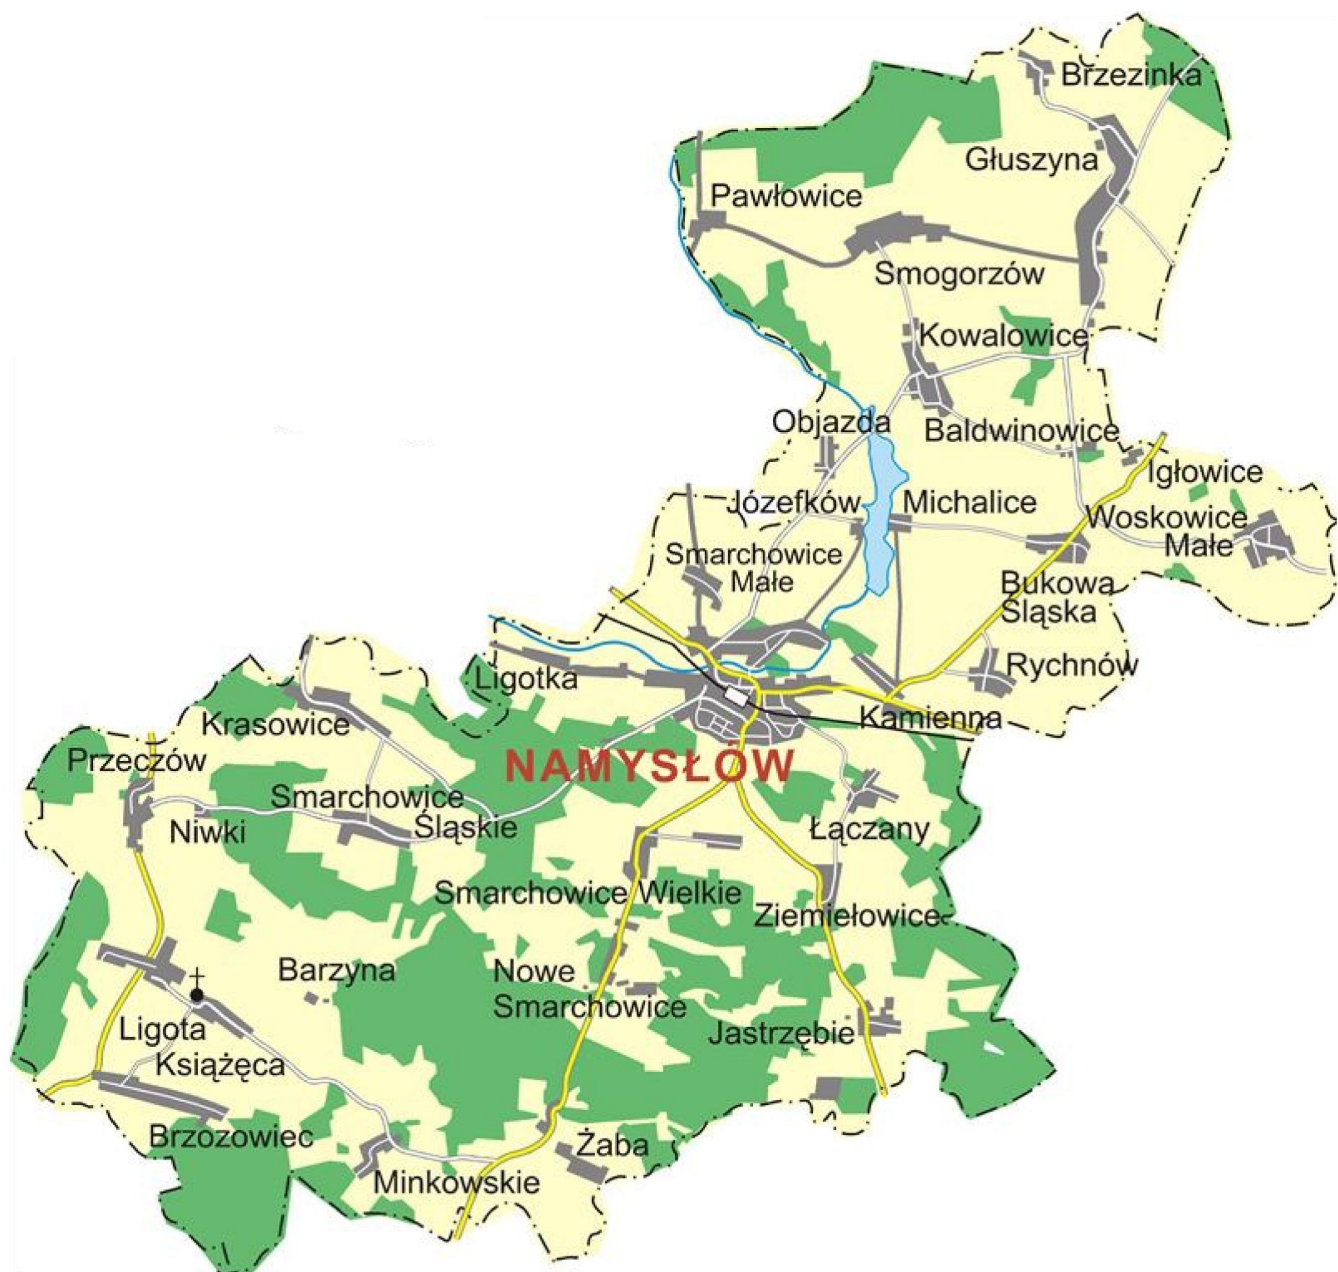 Brzezinka
Głuszyna
Pawłowice
Smogorzów
Kowalowice
Objazda
Baldwinowice
Igłowice
Józefków
Michalice
Woskowice
Małe
Smarchowice
Małe
Bukowa
Śląska
Rychnów
Ligotka
Kamienna
Krasowice
Przeczów
NAMYSŁÓW
Smarchowice
Śląskie
Niwki
Łączany
Smarchowice Wielkie
Ziemiełowice
Barzyna
Nowe
Smarchowice
Jastrzębie
Ligota
Książęca
Brzozowiec
Żaba
Minkowskie